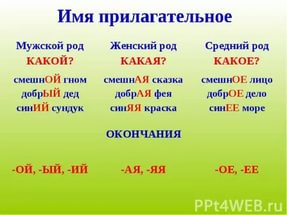 Имя прилагательное
Мужской род Женский род Средний род
КАКОЙ? КАКАЯ? КАКОЕ?
смешнОЙ гном смешнАЯ сказка смешнОЕ лицо
добрЫЙ дед добрАЯ фея добрОЕ дело
синИЙ сундук синЯЯ краска синЕЕ море
ОКОНЧАНИЯ
-ОЙ, -ЫЙ, -ИЙ -АЯ, -ЯЯ -ОЕ, -ЕЕ
PPt4WEB.ru